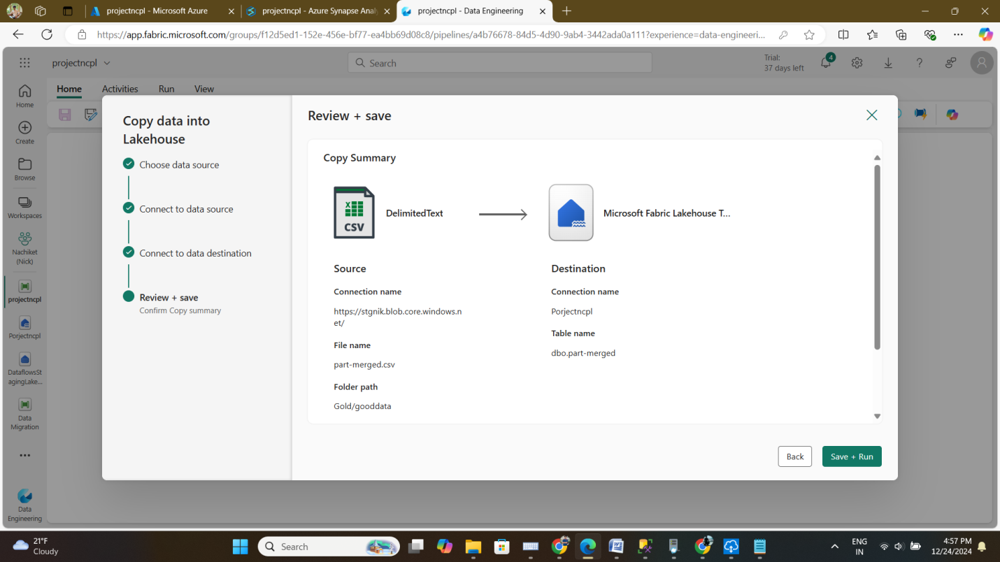 projectncpl - Microsoft Azure
projectncpl - Azure Synapse Anal
projectncpl - Data Engineering
https://app.fabric.microsoft.com/groups/f12d5ed1-152e-456e-bf77-ea4bb69d08c8/pipelines/a4b76678-84d5-4d90-9ab4-3442ada0a111?experience=data-engineeri...
projectncpl
Search
Trial:
37 days left
4
Home
Activities
Run
View
Home
Create
Browse
Workspaces
Nachiket
(Nick)
projectncpl
Porjectncpl
DataflowsSt
agingLake...
Data
Migration
Data
Engineering
Copy data into
Lakehouse
Choose data source
Connect to data source
Connect to data destination
Review + save
Confirm Copy summary
Review + save
Copy Summary
CSV
DelimitedText
Microsoft Fabric Lakehouse T...
Source
Connection name
https://stgnik.blob.core.windows.n
et/
File name
part-merged.csv
Folder path
Gold/gooddata
Destination
Connection name
Porjectncpl
Table name
dbo.part-merged
Back
Save + Run
21°F
Cloudy
Search
ENG
IN
4:57 PM
12/24/2024